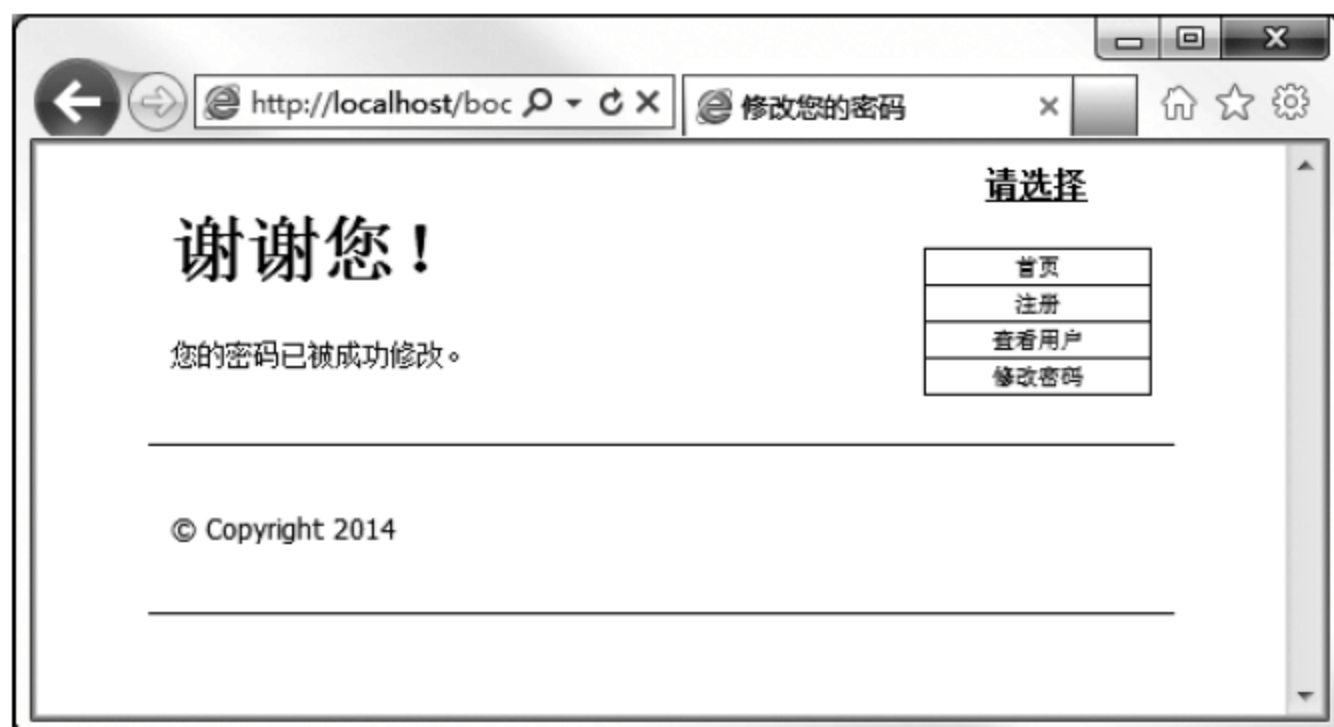 http://localhost/boc
修改您的密码
请选择
谢谢您！
首页
注册
查看用户
修改密码
您的密码已被成功修改。
© Copyright 2014